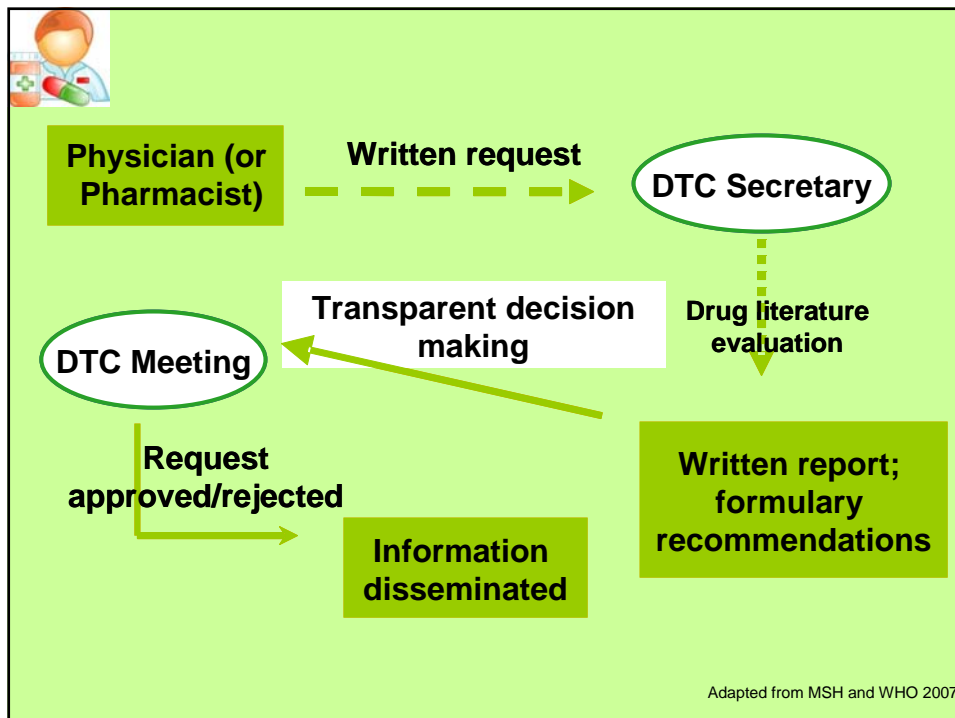 Physician (or
Pharmacist)
Written request
DTC Secretary
Drug literature
evaluation
Written report;
formulary
recommendations
Transparent decision
making
DTC Meeting
Request
approved/rejected
Information
disseminated
Adapted from MSH and WHO 2007